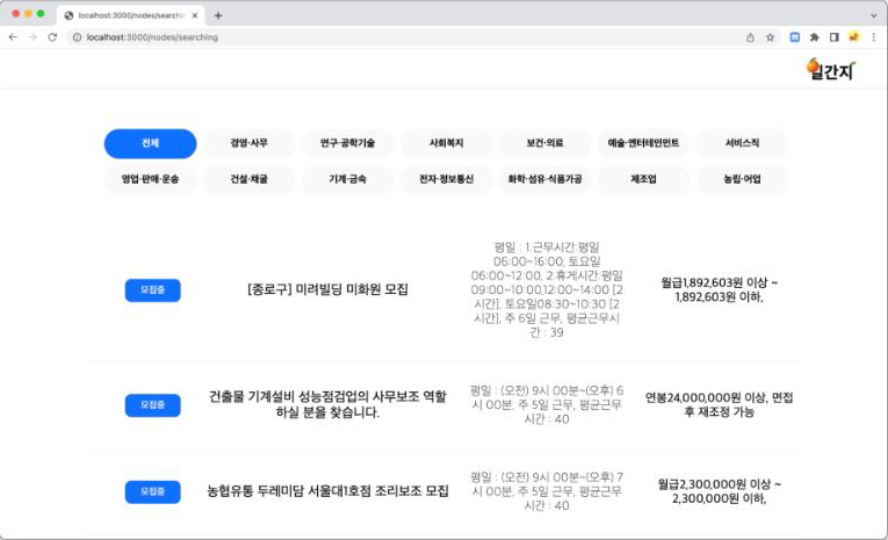 localhost:3000/nodes/searchi
localhost:3000/nodes/searching
일간지
전체 경영·사무 연구·공학기술 사회복지 보건·의료 예술·엔터테인먼트 서비스직
영업·판매·운송 건설·채굴 기계·금속 전자·정보통신 화학·섬유·식품가공 제조업 농림·어업
모집중
[종로구] 미려빌딩 미화원 모집
평일 : 1.근무시간:평일
06:00~16:00, 토요일
06:00~12:00, 2.휴게시간:평일
09:00~10:00,12:00~14:00 [2
시간], 토요일08:30~10:30 [2
시간], 주 6일 근무, 평균근무시
간 : 39
월급1,892,603원 이상 ~
1,892,603원 이하,
모집중
건출물 기계설비 성능점검업의 사무보조 역할
하실 분을 찾습니다.
평일 : (오전) 9시 00분~(오후) 6
시 00분, 주 5일 근무, 평균근무
시간 : 40
연봉24,000,000원 이상, 면접
후 재조정 가능
모집중
농협유통 두레미담 서울대1호점 조리보조 모집
평일 : (오전) 9시 00분~(오후) 7
시 00분, 주 5일 근무, 평균근무
시간 : 40
월급2,300,000원 이상 ~
2,300,000원 이하,